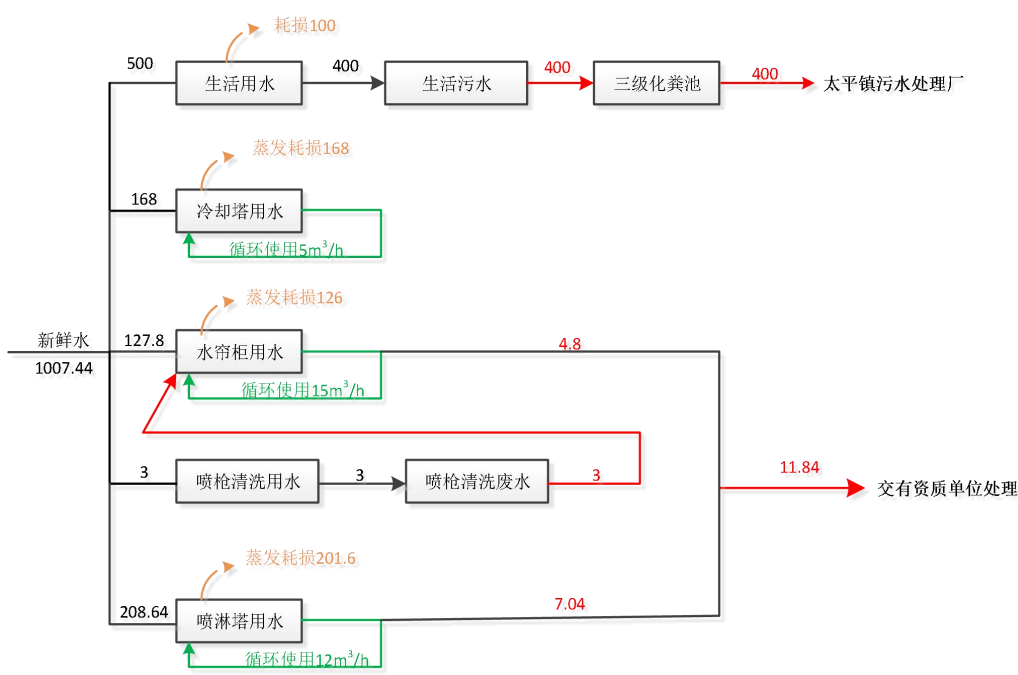 耗损100
500
生活用水
400
生活污水
400
三级化粪池
400
太平镇污水处理厂
蒸发耗损168
168
冷却塔用水
循环使用5m³/h
蒸发耗损126
新鲜水
1007.44
127.8
水帘柜用水
4.8
循环使用15m³/h
3
喷枪清洗用水
3
喷枪清洗废水
3
11.84
交有资质单位处理
蒸发耗损201.6
208.64
喷淋塔用水
7.04
循环使用12m³/h